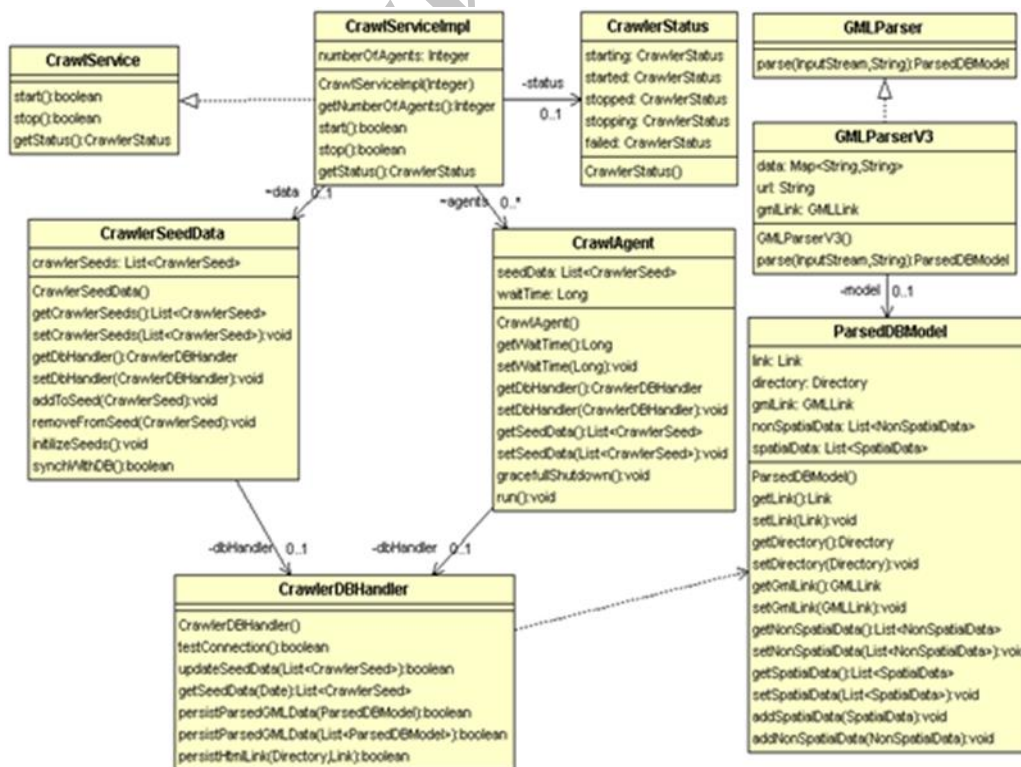 CrawlService
start():boolean
stop():boolean
getStatus():CrawlerStatus
CrawlServiceImpl
numberOfAgents: Integer
CrawlServiceImpl(Integer)
getNumberOfAgents():Integer
start():boolean
stop():boolean
getStatus():CrawlerStatus
-status
0..1
CrawlerStatus
starting: CrawlerStatus
started: CrawlerStatus
stopped: CrawlerStatus
stopping: CrawlerStatus
failed: CrawlerStatus
CrawlerStatus()
GMLParser
parse(InputStream,String):ParsedDBModel
GMLParserV3
data: Map<String,String>
url: String
gmlLink: GMLLink
GMLParserV3()
parse(InputStream,String):ParsedDBModel
~data 0..1
~agents 0..*
-model 0..1
CrawlerSeedData
crawlerSeeds: List<CrawlerSeed>
CrawlerSeedData()
getCrawlerSeeds():List<CrawlerSeed>
setCrawlerSeeds(List<CrawlerSeed>):void
getDbHandler():CrawlerDBHandler
setDbHandler(CrawlerDBHandler):void
addToSeed(CrawlerSeed):void
removeFromSeed(CrawlerSeed):void
initilizeSeeds():void
synchWithDB():boolean
CrawlAgent
seedData: List<CrawlerSeed>
waitTime: Long
CrawlAgent()
getWaitTime():Long
setWaitTime(Long):void
getDbHandler():CrawlerDBHandler
setDbHandler(CrawlerDBHandler):void
getSeedData():List<CrawlerSeed>
setSeedData(List<CrawlerSeed>):void
gracefullShutdown():void
run():void
ParsedDBModel
link: Link
directory: Directory
gmlLink: GMLLink
nonSpatialData: List<NonSpatialData>
spatialData: List<SpatialData>
ParsedDBModel()
getLink():Link
setLink(Link):void
getDirectory():Directory
setDirectory(Directory):void
getGmlLink():GMLLink
setGmlLink(GMLLink):void
getNonSpatialData():List<NonSpatialData>
setNonSpatialData(List<NonSpatialData>):void
getSpatialData():List<SpatialData>
setSpatialData(List<SpatialData>):void
addSpatialData(SpatialData):void
addNonSpatialData(NonSpatialData):void
-dbHandler 0..1
-dbHandler 0..1
CrawlerDBHandler
CrawlerDBHandler()
testConnection():boolean
updateSeedData(List<CrawlerSeed>):boolean
getSeedData(Date):List<CrawlerSeed>
persistParsedGMLData(ParsedDBModel):boolean
persistParsedGMLData(List<ParsedDBModel>):boolean
persistHtmlLink(Directory,Link):boolean